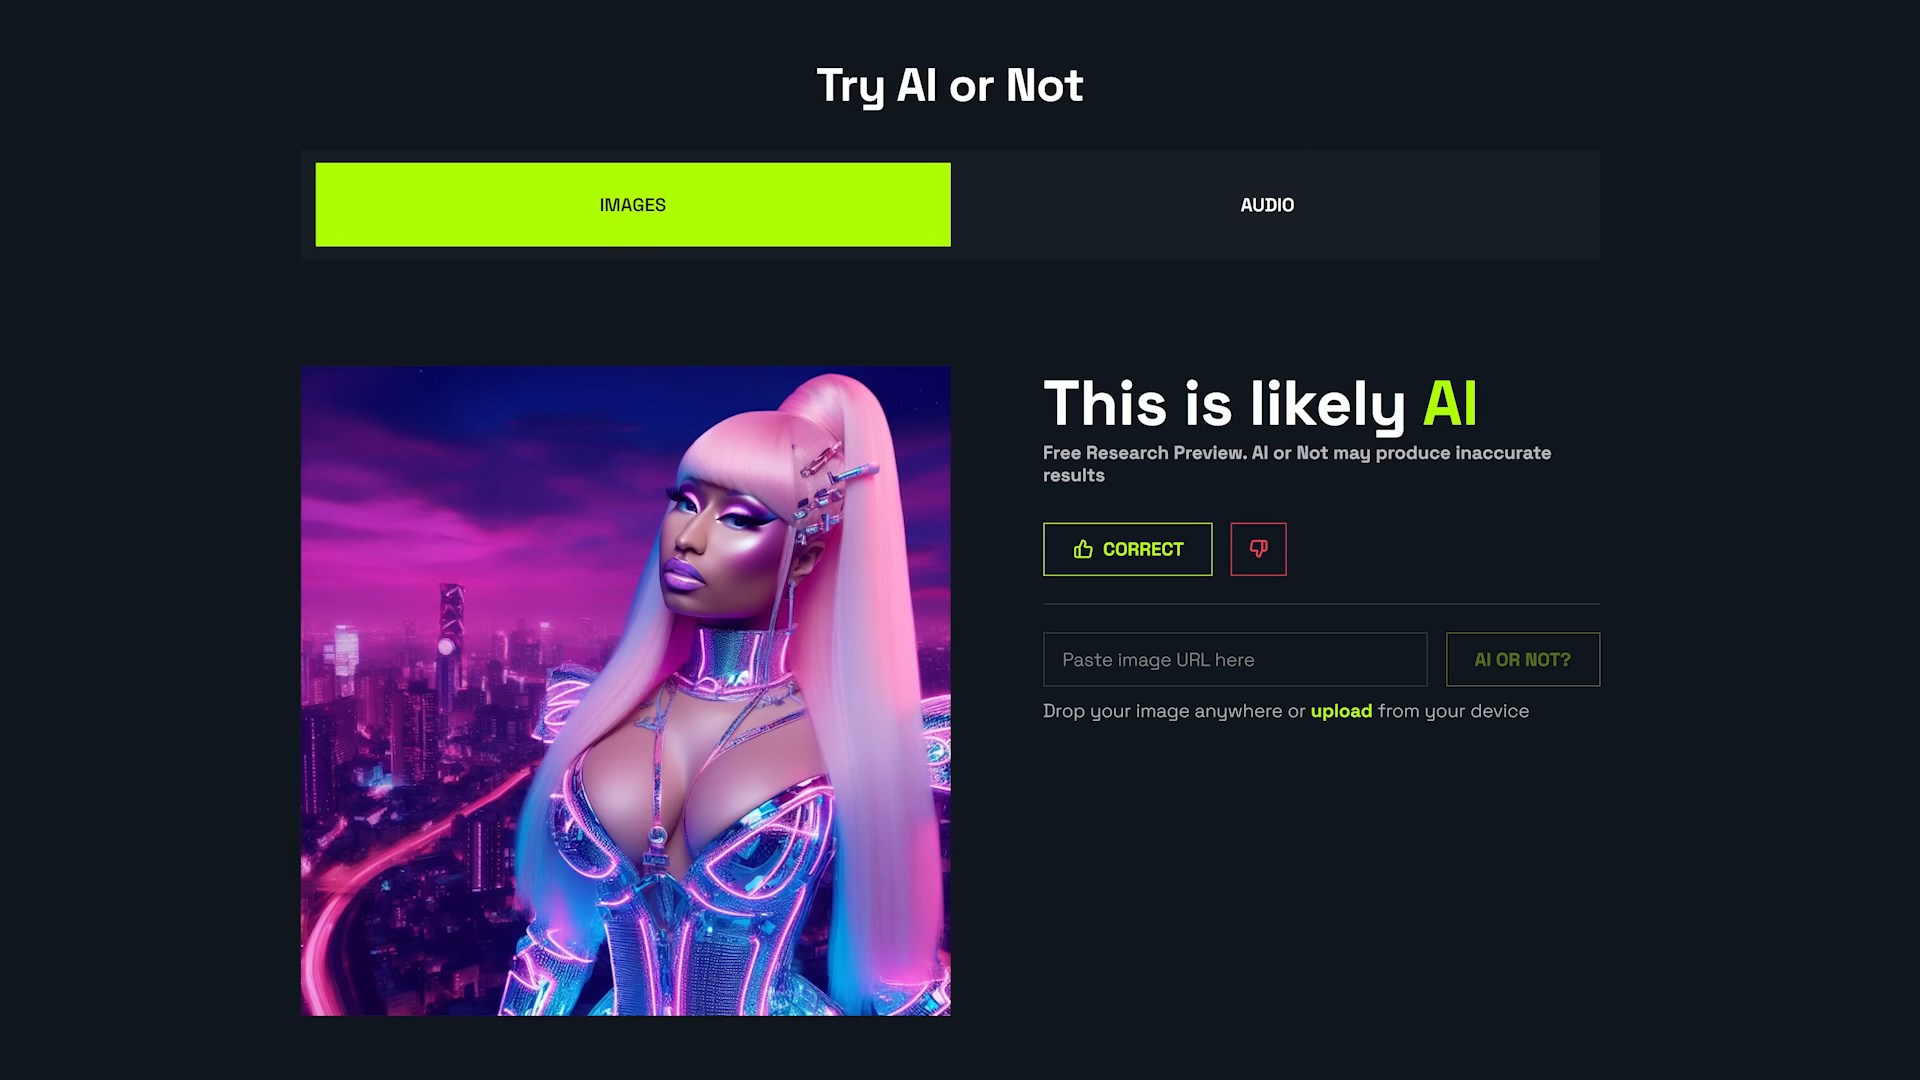 Try AI or Not
IMAGES
AUDIO
This is likely AI
Free Research Preview. AI or Not may produce inaccurate
results
CORRECT
Paste image URL here
AI OR NOT?
Drop your image anywhere or upload from your device